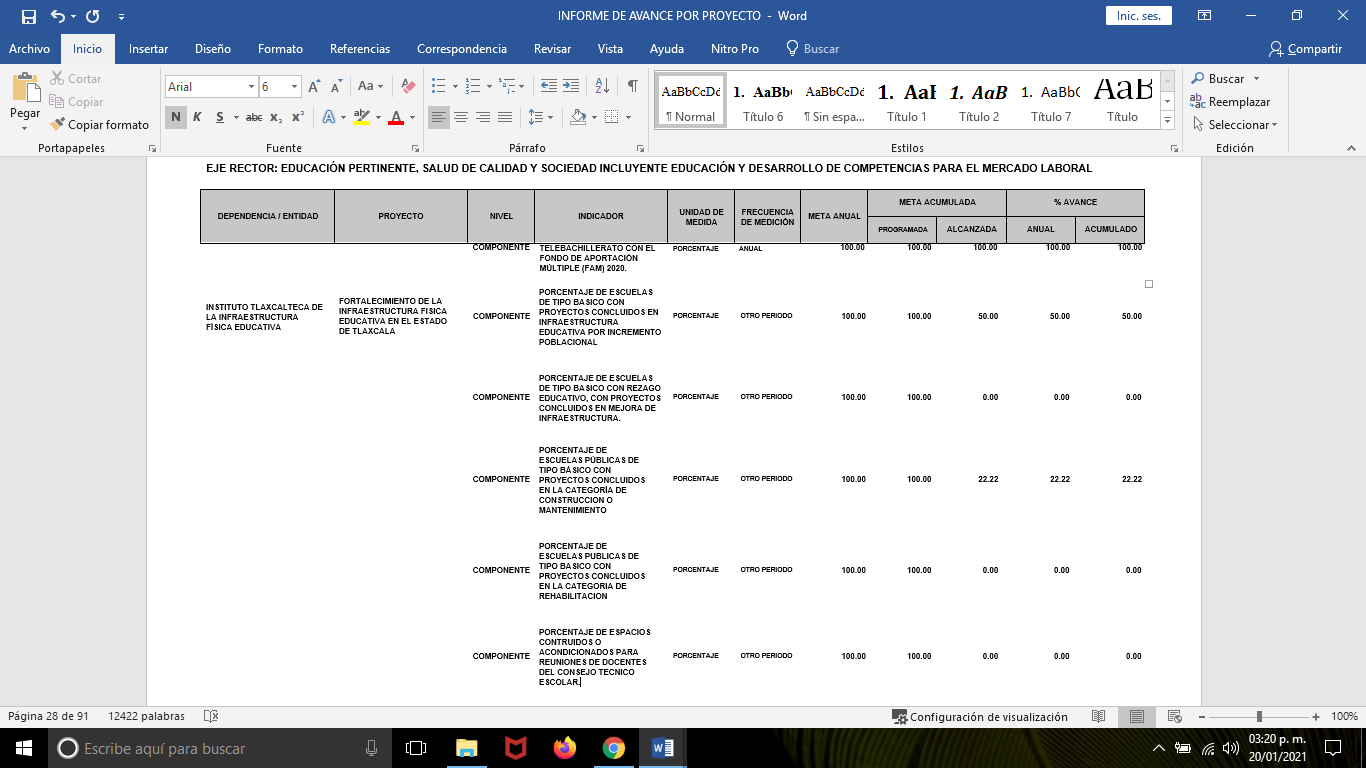 INFORME DE AVANCE POR PROYECTO - Word
Inic. ses.
Archivo Inicio Insertar Diseño Formato Referencias Correspondencia Revisar Vista Ayuda Nitro Pro Buscar Compartir
Pegar
Cortar
Copiar
Copiar formato
Portapapeles
Arial 6
Aa
N K S abc x₂ x²
Fuente
Párrafo
AaBbCcDd 1. AaBb( AaBbCcDd 1. AaI 1. AaB 1. AaBbC AaB
¶ Normal Título 6 ¶ Sin espa... Título 1 Título 2 Título 7 Título
Estilos
Buscar
Reemplazar
Seleccionar
Edición
EJE RECTOR: EDUCACIÓN PERTINENTE, SALUD DE CALIDAD Y SOCIEDAD INCLUYENTE EDUCACIÓN Y DESARROLLO DE COMPETENCIAS PARA EL MERCADO LABORAL
DEPENDENCIA / ENTIDAD PROYECTO NIVEL INDICADOR UNIDAD DE MEDIDA FRECUENCIA DE MEDICIÓN META ANUAL META ACUMULADA % AVANCE
PROGRAMADA ALCANZADA ANUAL ACUMULADO
COMPONENTE TELEBACHILLERATO CON EL PORCENTAJE ANUAL 100.00 100.00 100.00 100.00 100.00
FONDO DE APORTACIÓN
MÚLTIPLE (FAM) 2020.
INSTITUTO TLAXCALTECA DE
LA INFRAESTRUCTURA
FÍSICA EDUCATIVA
FORTALECIMIENTO DE LA
INFRAESTRUCTURA FISICA
EDUCATIVA EN EL ESTADO
DE TLAXCALA
COMPONENTE
PORCENTAJE DE ESCUELAS
DE TIPO BASICO CON
PROYECTOS CONCLUIDOS EN
INFRAESTRUCTURA
EDUCATIVA POR INCREMENTO
POBLACIONAL
PORCENTAJE OTRO PERIODO 100.00 100.00 50.00 50.00 50.00
COMPONENTE
PORCENTAJE DE ESCUELAS
DE TIPO BASICO CON REZAGO
EDUCATIVO, CON PROYECTOS
CONCLUIDOS EN MEJORA DE
INFRAESTRUCTURA.
PORCENTAJE OTRO PERIODO 100.00 100.00 0.00 0.00 0.00
COMPONENTE
PORCENTAJE DE
ESCUELAS PÚBLICAS DE
TIPO BÁSICO CON
PROYECTOS CONCLUIDOS
EN LA CATEGORÍA DE
CONSTRUCCION O
MANTENIMIENTO
PORCENTAJE OTRO PERIODO 100.00 100.00 22.22 22.22 22.22
COMPONENTE
PORCENTAJE DE
ESCUELAS PUBLICAS DE
TIPO BASICO CON
PROYECTOS CONCLUIDOS
EN LA CATEGORIA DE
REHABILITACION
PORCENTAJE OTRO PERIODO 100.00 100.00 0.00 0.00 0.00
COMPONENTE
PORCENTAJE DE ESPACIOS
CONTRUIDOS O
ACONDICIONADOS PARA
REUNIONES DE DOCENTES
DEL CONSEJO TECNICO
ESCOLAR.
PORCENTAJE OTRO PERIODO 100.00 100.00 0.00 0.00 0.00
Página 28 de 91 12422 palabras Configuración de visualización 100%
Escribe aquí para buscar
03:20 p. m.
20/01/2021